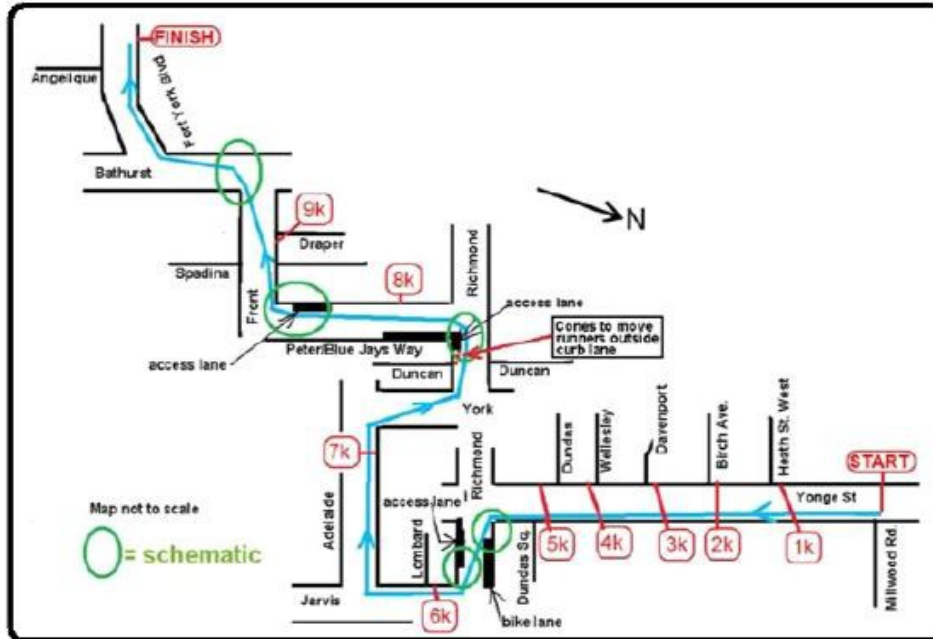 FINISH
Angelique
Fort York Blvd
Bathurst
N
9k
Draper
Richmond
Spadina
8k
Front
access lane
access lane
Cones to move
runners outside
curb lane
Peter/Blue Jays Way
Duncan
Duncan
York
7k
Richmond
Dundas
Wellesley
Davenport
Birch Ave.
Heath St. West
START
Yonge St
access lane
Map not to scale
= schematic
Adelaide
Lombard
Dundas Sq.
5k
4k
3k
2k
1k
Millwood Rd.
Jarvis
6k
bike lane